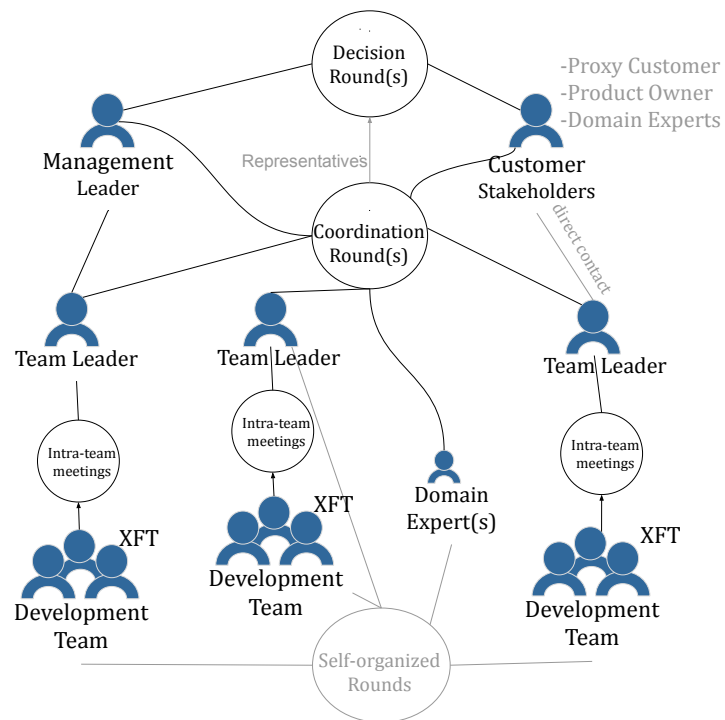 Decision
Round(s)
-Proxy Customer
-Product Owner
-Domain Experts
Management
Leader
Representatives
Customer
Stakeholders
Coordination
Round(s)
direct contact
Team Leader
Team Leader
Team Leader
Intra-team
meetings
Intra-team
meetings
Intra-team
meetings
Domain
Expert(s)
XFT
XFT
XFT
Development
Team
Development
Team
Development
Team
Self-organized
Rounds